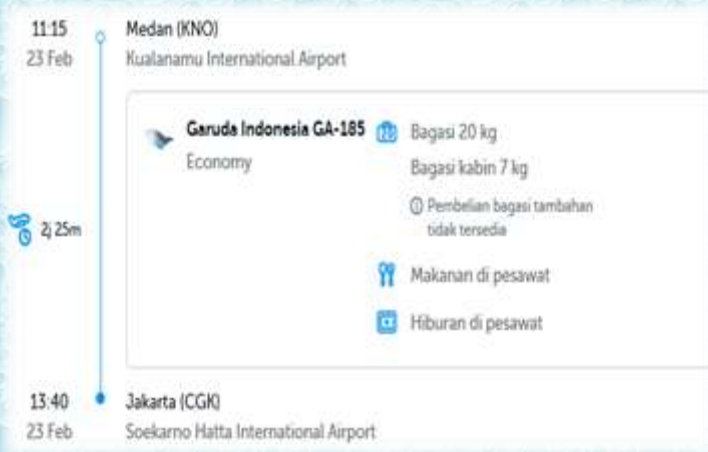 11:15 Medan (KNO)
23 Feb Kualanamu International Airport
Garuda Indonesia GA-185
Economy
Bagasi 20 kg
Bagasi kabin 7 kg
Pembelian bagasi tambahan
tidak tersedia
2j 25m
Makanan di pesawat
Hiburan di pesawat
13:40 Jakarta (CGK)
23 Feb Soekarno Hatta International Airport